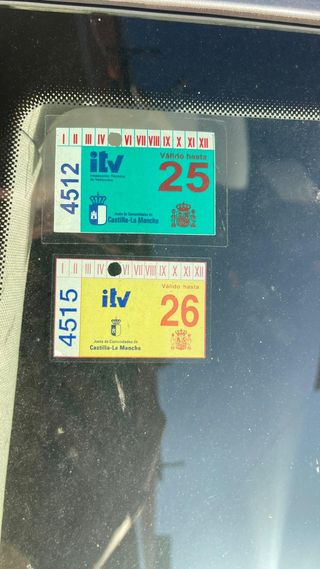 I II III IV VI VII VIII IX X XI XII
itv
Inspección Técnica
de Vehículos
Válido hasta
25
4512
Junta de Comunidades de
Castilla-La Mancha
I II III IV VI VII VIII IX X XI XII
itv
Válido hasta
26
4515
Junta de Comunidades de
Castilla-La Mancha